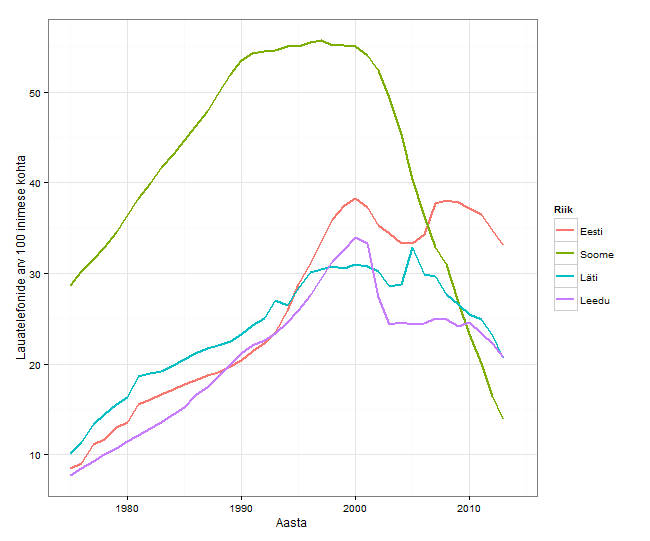 Lauatelefonide arv 100 inimese kohta
50
40
30
20
10
1980
1990
2000
2010
Aasta
Riik
Eesti
Soome
Läti
Leedu